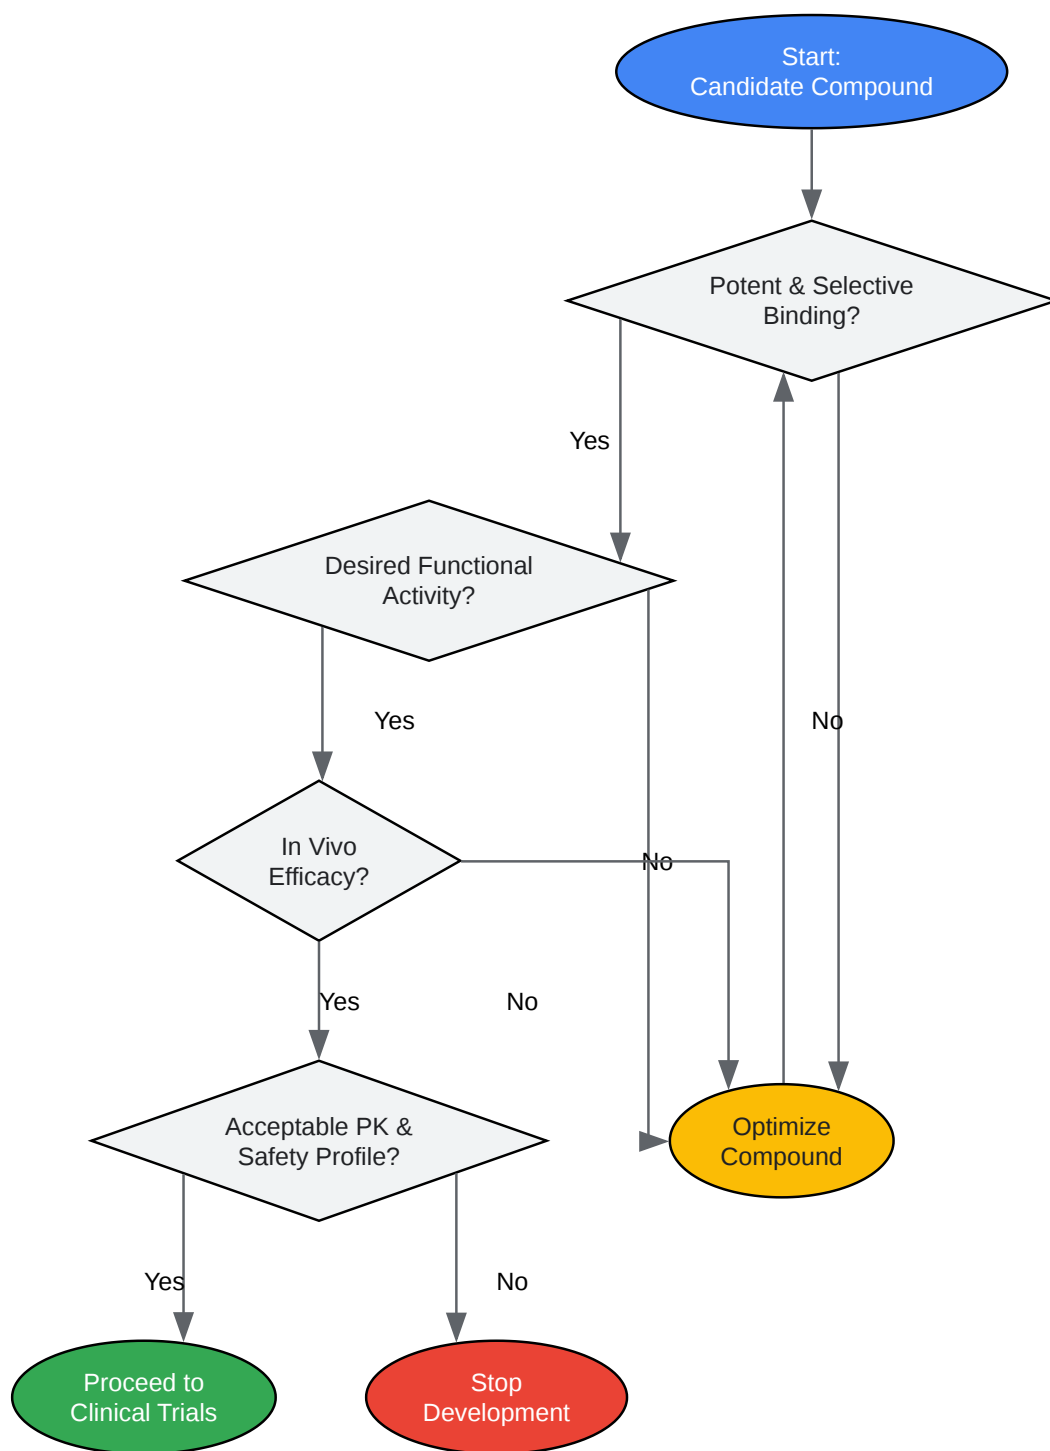 Start:
Candidate Compound
Potent & Selective
Binding?
Yes
Desired Functional
Activity?
Yes
No
In Vivo
Efficacy?
No
Yes
No
Acceptable PK &
Safety Profile?
Optimize
Compound
Yes
No
Proceed to
Clinical Trials
Stop
Development